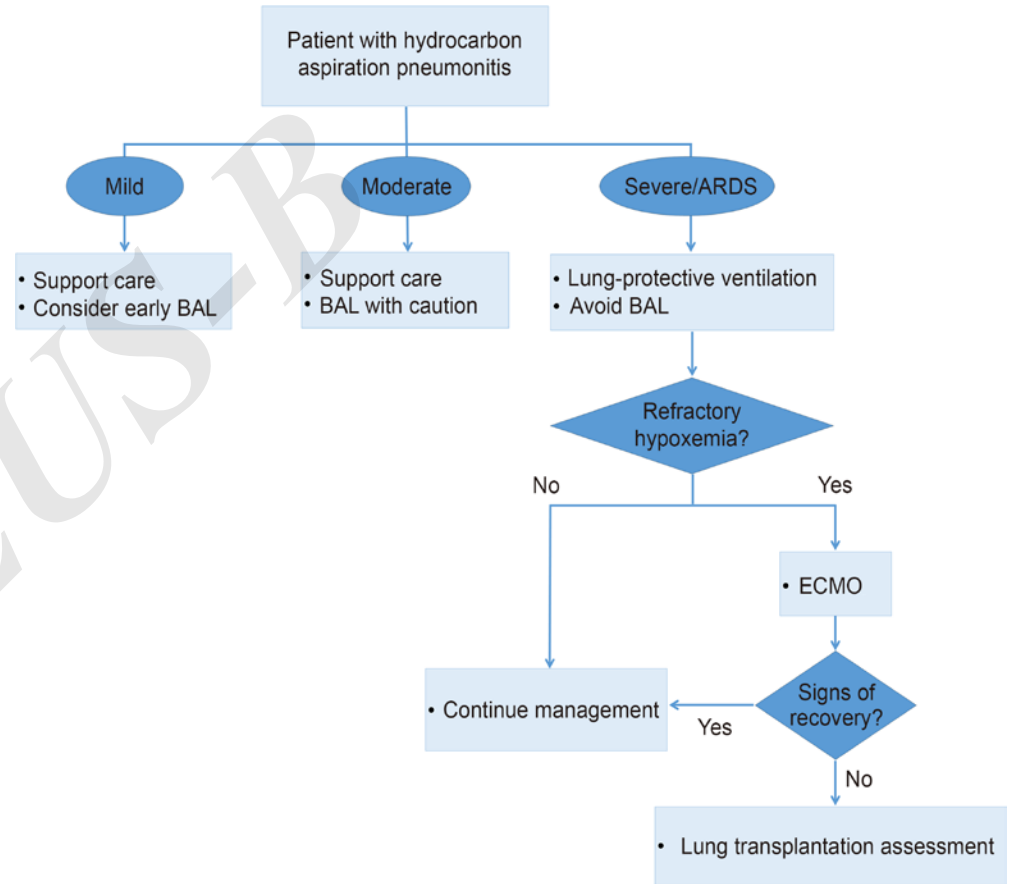 Patient with hydrocarbon
aspiration pneumonitis
Mild
Moderate
Severe/ARDS
• Support care
• Consider early BAL
• Support care
• BAL with caution
• Lung-protective ventilation
• Avoid BAL
Refractory
hypoxemia?
No
Yes
• ECMO
• Continue management
Signs of
recovery?
Yes
No
• Lung transplantation assessment
EUS-B